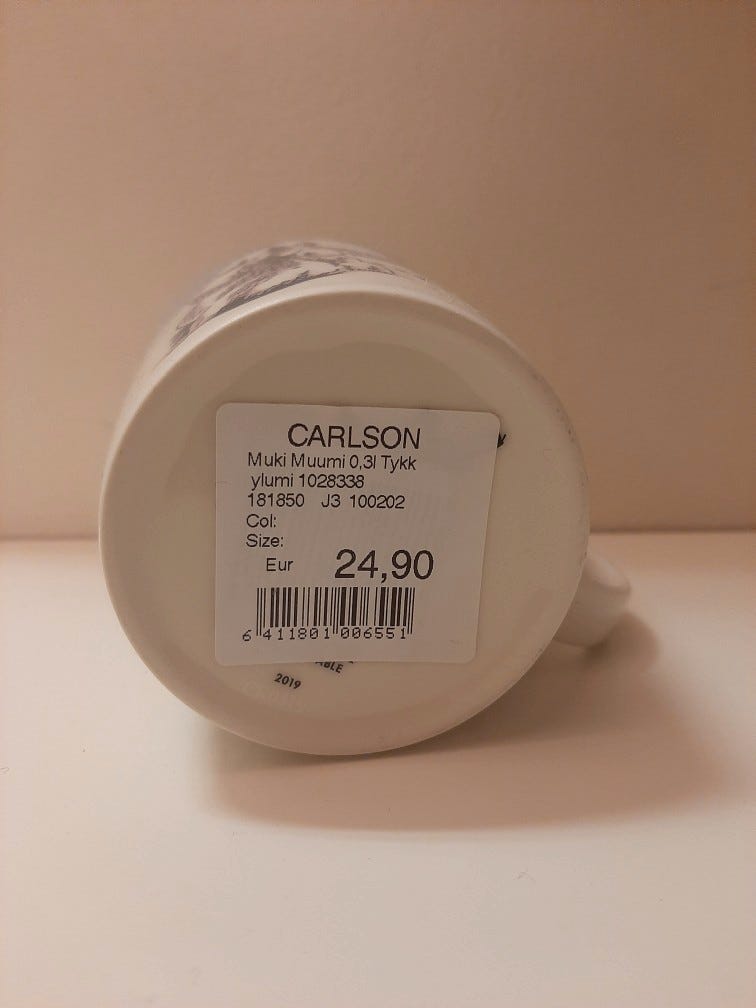 CARLSON
Muki Muumi 0,3l Tykk
ylumi 1028338
181850 J3 100202
Col:
Size:
Eur 24,90
6 411801 006551
2019